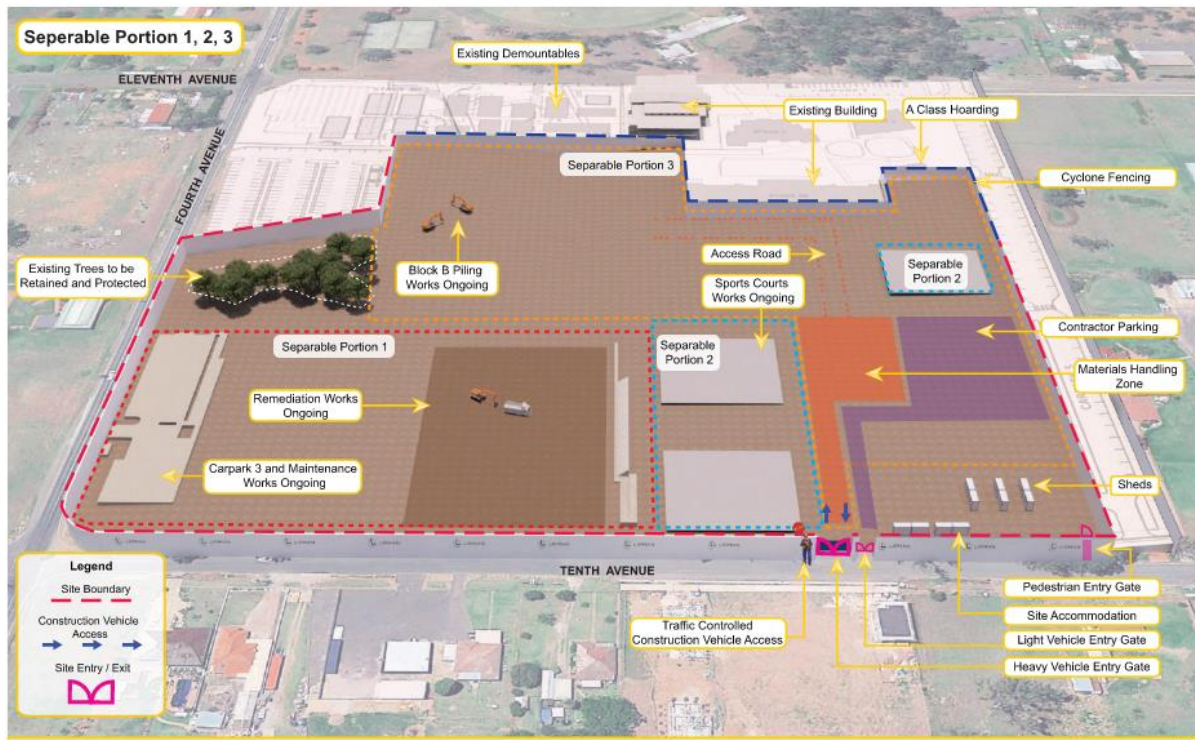 Seperable Portion 1, 2, 3
ELEVENTH AVENUE
FOURTH AVENUE
Existing Demountables
Existing Building
A Class Hoarding
Separable Portion 3
Cyclone Fencing
Existing Trees to be
Retained and Protected
Block B Piling
Works Ongoing
Access Road
Sports Courts
Works Ongoing
Separable
Portion 2
Separable Portion 1
Separable
Portion 2
Contractor Parking
Materials Handling
Zone
Remediation Works
Ongoing
Carpark 3 and Maintenance
Works Ongoing
Sheds
TENTH AVENUE
Legend
Site Boundary
Construction Vehicle
Access
Site Entry / Exit
Traffic Controlled
Construction Vehicle Access
Pedestrian Entry Gate
Site Accommodation
Light Vehicle Entry Gate
Heavy Vehicle Entry Gate